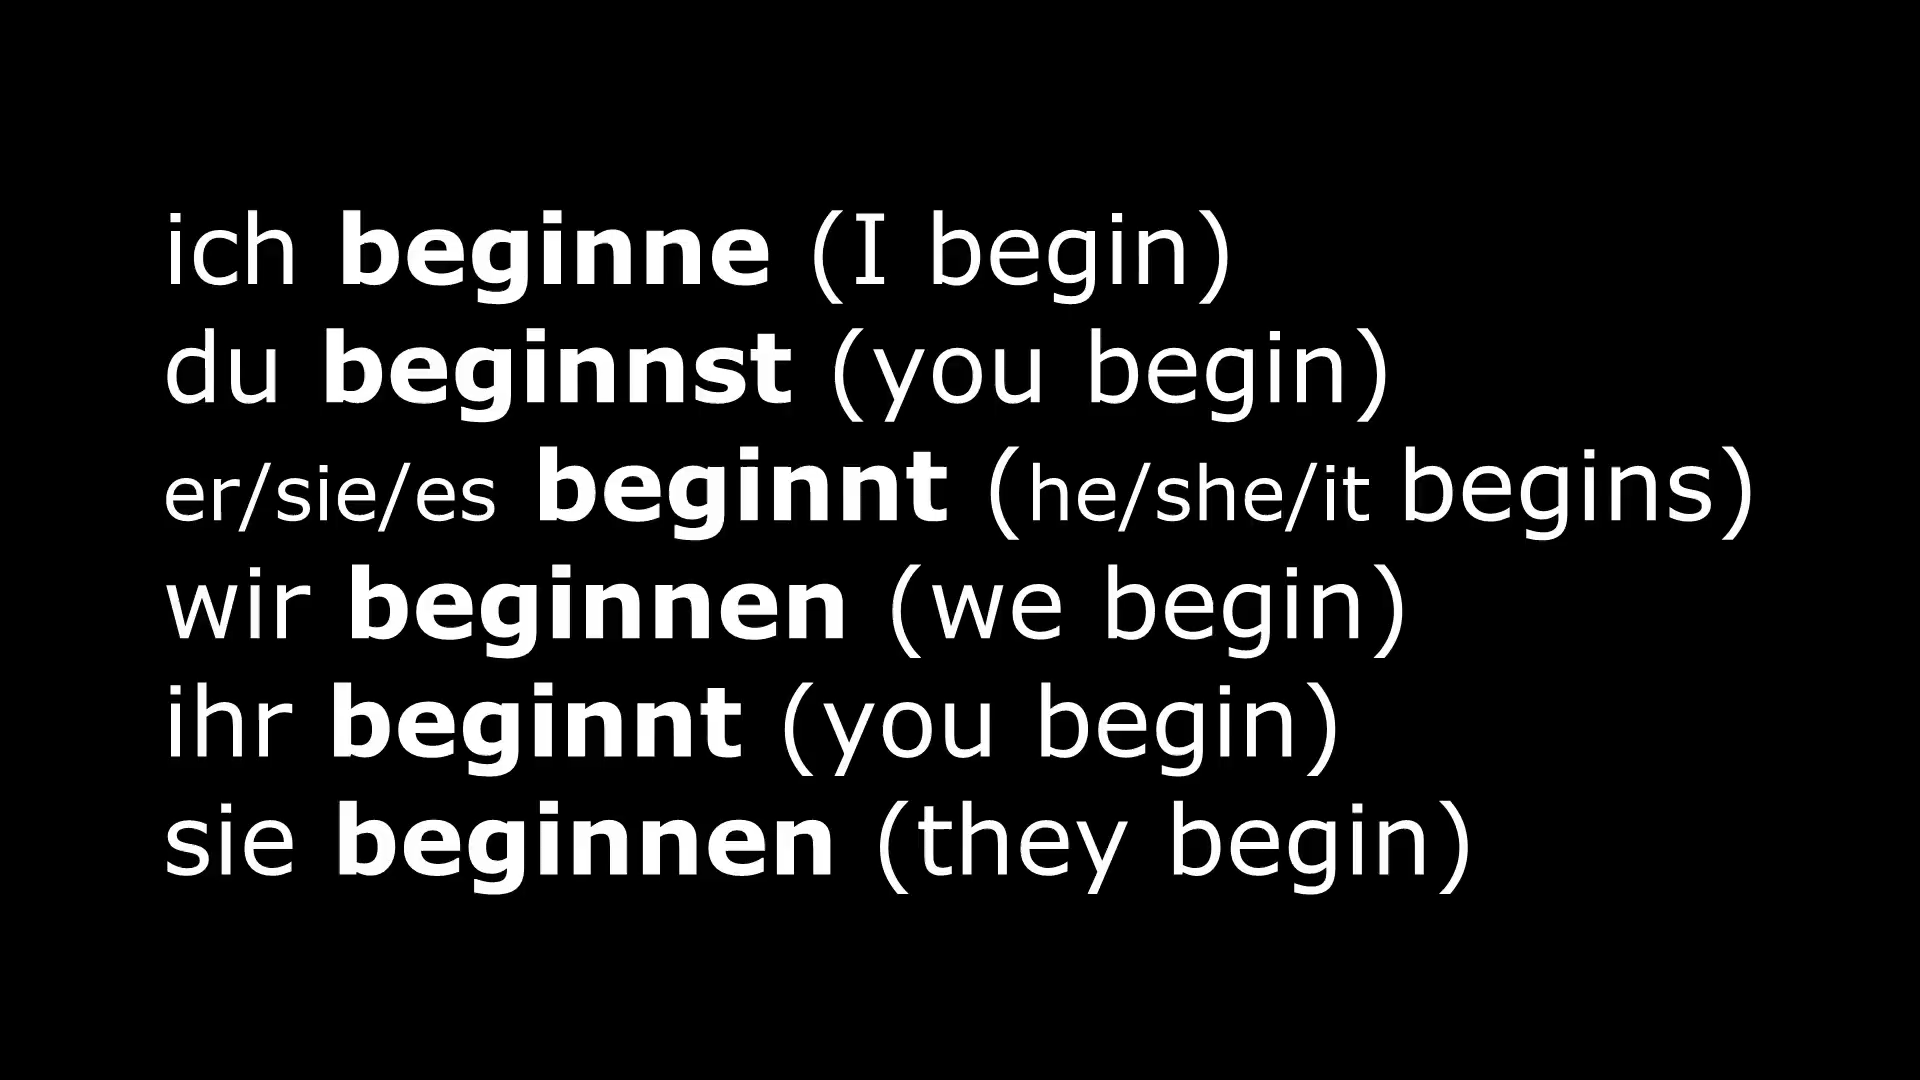 ich beginne (I begin)
du beginnst (you begin)
er/sie/es beginnt (he/she/it begins)
wir beginnen (we begin)
ihr beginnt (you begin)
sie beginnen (they begin)